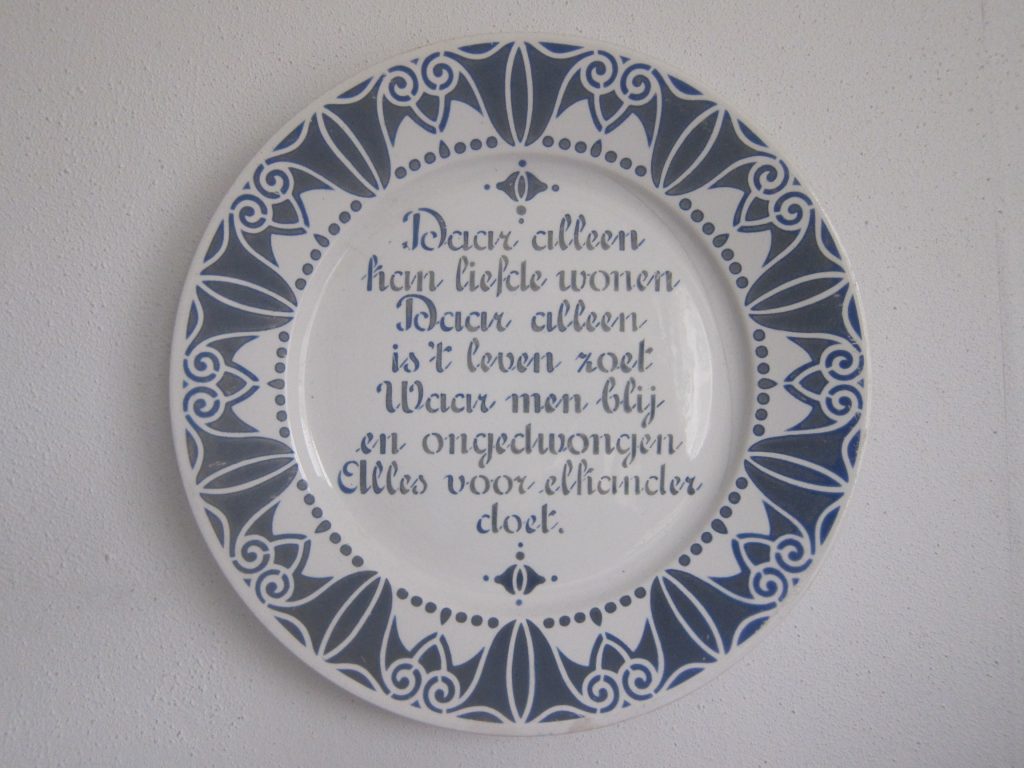 Daar alleen
kan liefde wonen
Daar alleen
is 't leven zoet
Waar men blij
en ongedwongen
Alles voor elkander
doet.